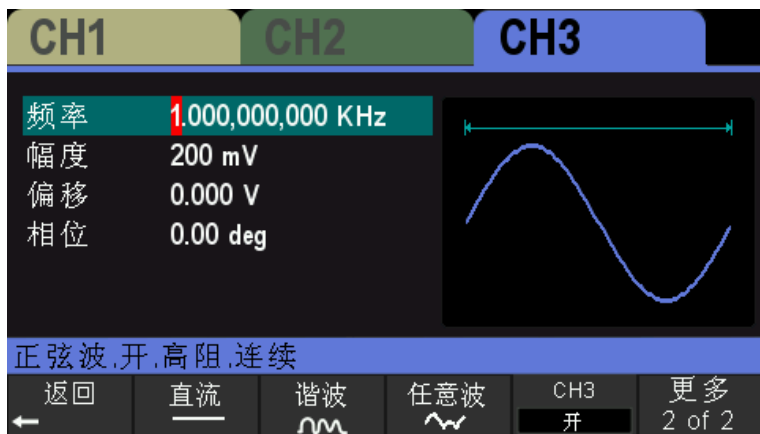 CH1 CH2 CH3
频率 1.000,000,000 KHz
幅度 200 mV
偏移 0.000 V
相位 0.00 deg
正弦波,开,高阻,连续
返回 直流 谐波 任意波 CH3 更多
开 2 of 2